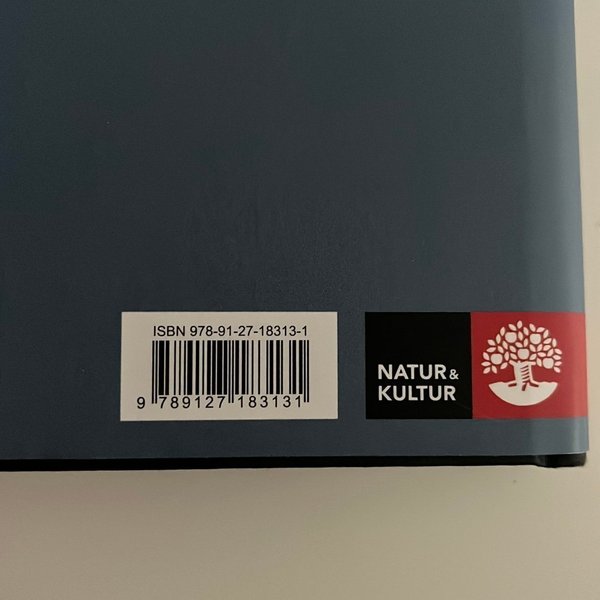 ISBN 978-91-27-18313-1
9 789127 183131
NATUR &
KULTUR